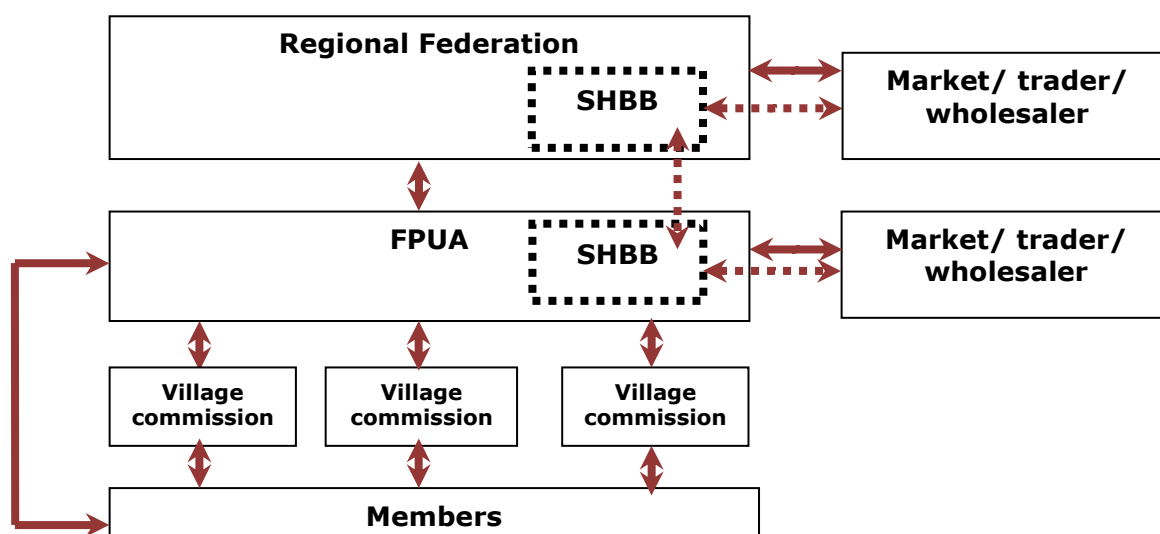 Regional Federation
SHBB
Market/ trader/
wholesaler
FPUA
SHBB
Market/ trader/
wholesaler
Village
commission
Village
commission
Village
commission
Members